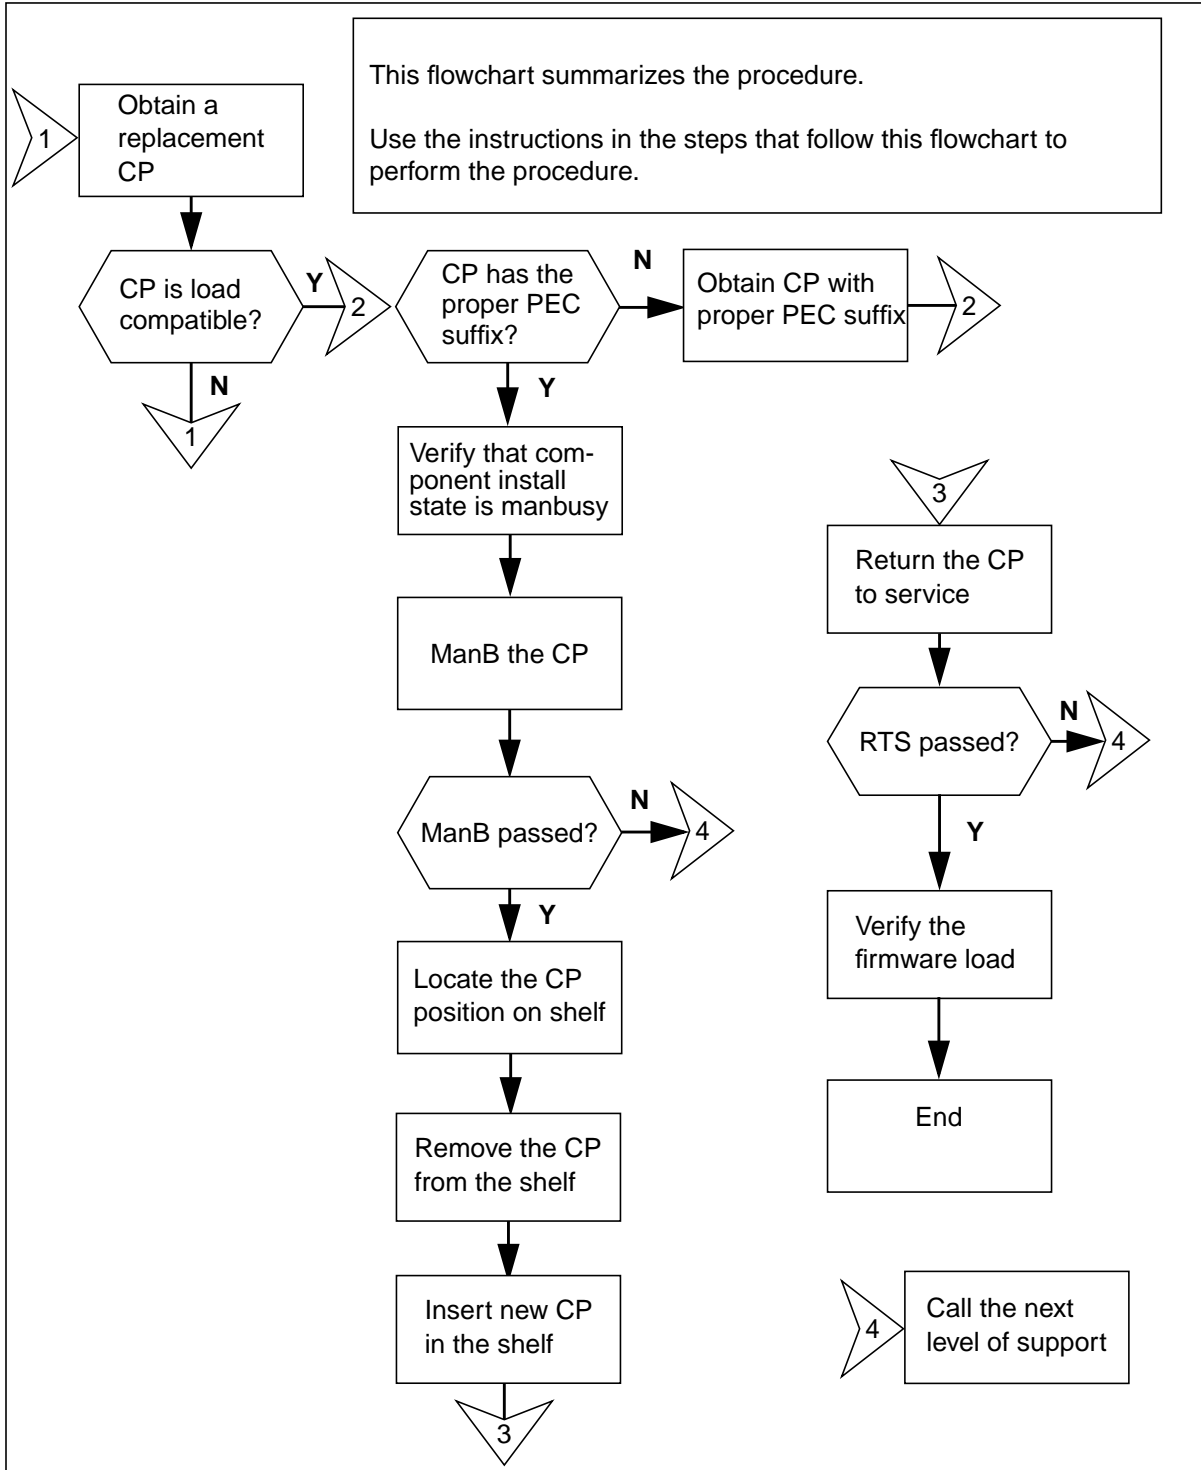 This flowchart summarizes the procedure.
Use the instructions in the steps that follow this flowchart to
perform the procedure.
1
Obtain a
replacement
CP
CP is load
compatible?
Y
2
N
1
CP has the
proper PEC
suffix?
N
Obtain CP with
proper PEC suffix
2
Y
Verify that com-
ponent install
state is manbusy
ManB the CP
ManB passed?
N
4
Y
Locate the CP
position on shelf
Remove the CP
from the shelf
Insert new CP
in the shelf
3
3
Return the CP
to service
RTS passed?
N
4
Y
Verify the
firmware load
End
4
Call the next
level of support